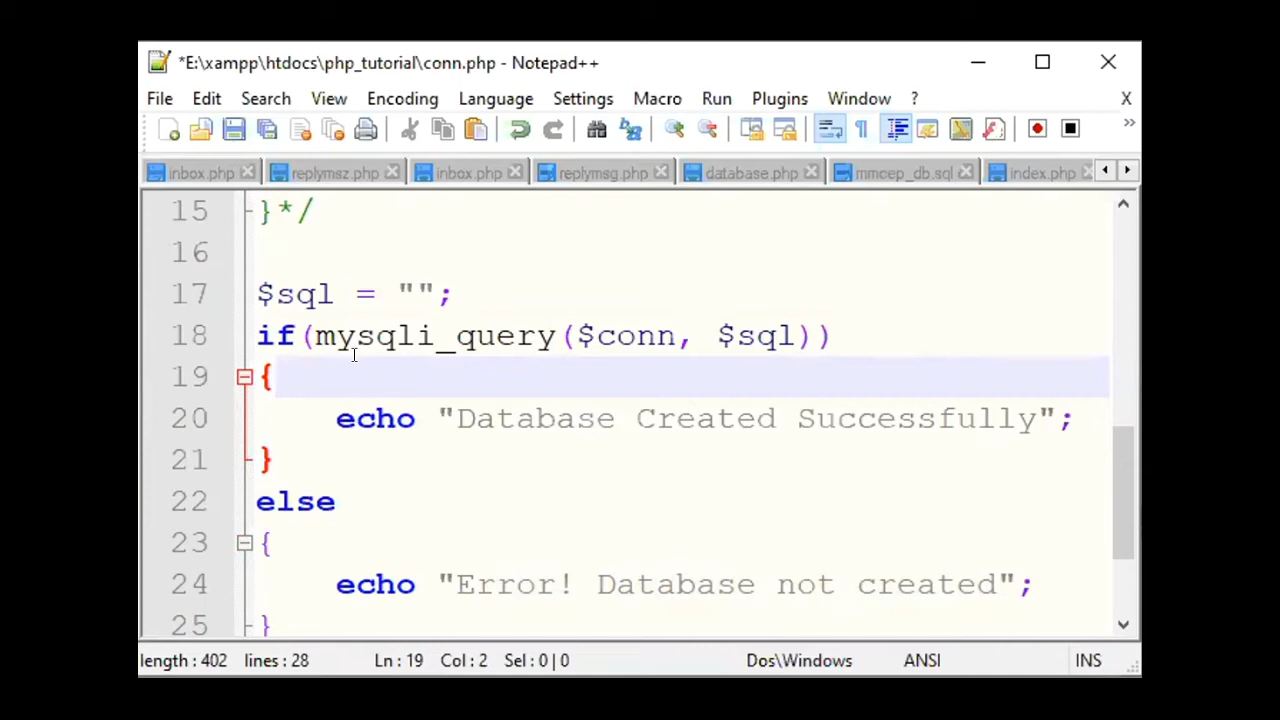 *E:\xampp\htdocs\php_tutorial\conn.php - Notepad++
File Edit Search View Encoding Language Settings Macro Run Plugins Window ? X
inbox.php replymsz.php inbox.php replymsg.php database.php mmcep_db.sql index.php
15 }*/
16
17 $sql = "";
18 if(mysqli_query($conn, $sql))
19 {
20 echo "Database Created Successfully";
21 }
22 else
23 {
24 echo "Error! Database not created";
25 }
length : 402 lines : 28 Ln : 19 Col : 2 Sel : 0 | 0 Dos\Windows ANSI INS